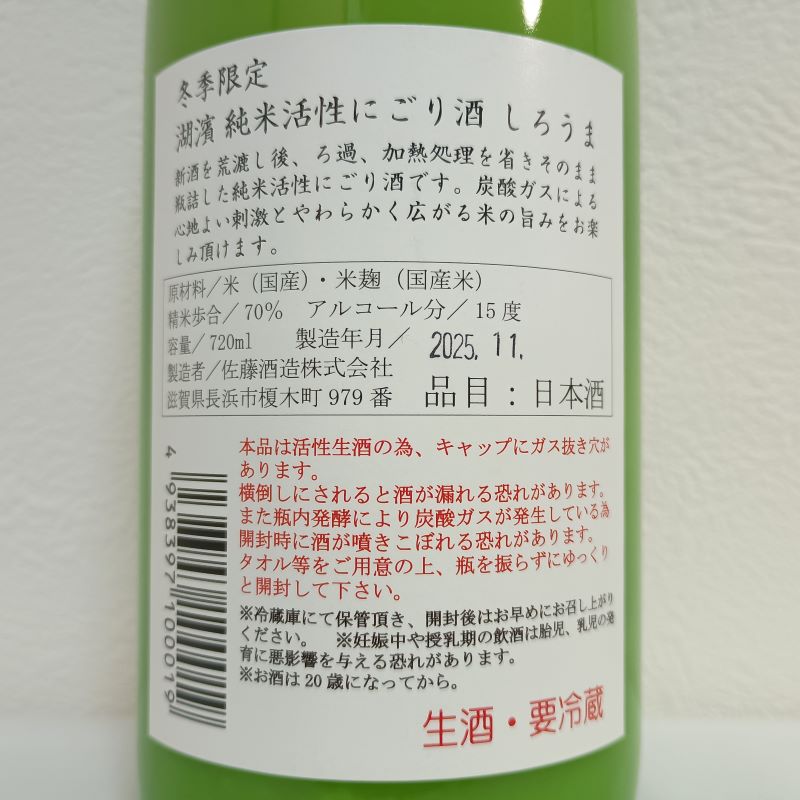 冬季限定
湖濱 純米活性にごり酒 しろうま
新酒を荒漉し後、ろ過、加熱処理を省きそのまま
瓶詰した純米活性にごり酒です。炭酸ガスによる
心地よい刺激とやわらかく広がる米の旨みをお楽
しみ頂けます。
原材料／米（国産）・米麹（国産米）
精米歩合／70％　アルコール分／15度
容量／720ml　製造年月／ 2025.11.
製造者／佐藤酒造株式会社
滋賀県長浜市榎木町979番　品目：日本酒
本品は活性生酒の為、キャップにガス抜き穴が
あります。
横倒しにされると酒が漏れる恐れがあります。
また瓶内発酵により炭酸ガスが発生している為
開封時に酒が噴きこぼれる恐れがあります。
タオル等をご用意の上、瓶を振らずにゆっくり
と開封して下さい。
※冷蔵庫にて保管頂き、開封後はお早めにお召し上がり
ください。　※妊娠中や授乳期の飲酒は胎児、乳児の発
育に悪影響を与える恐れがあります。
※お酒は20歳になってから。
生酒・要冷蔵
4 938397 100019